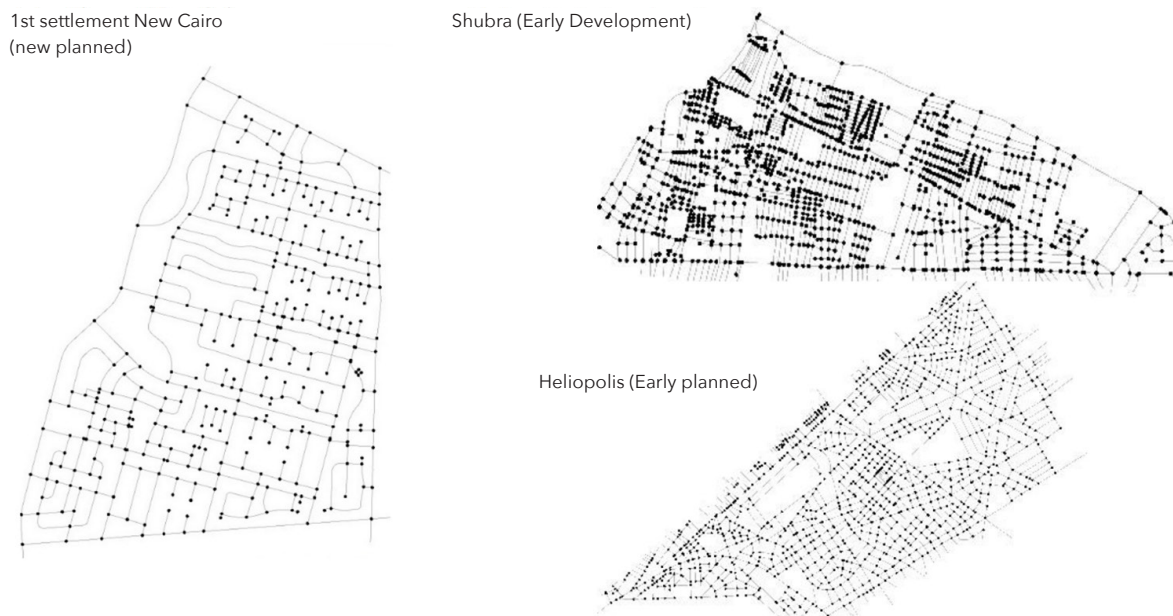 1st settlement New Cairo
(new planned)
Shubra (Early Development)
Heliopolis (Early planned)